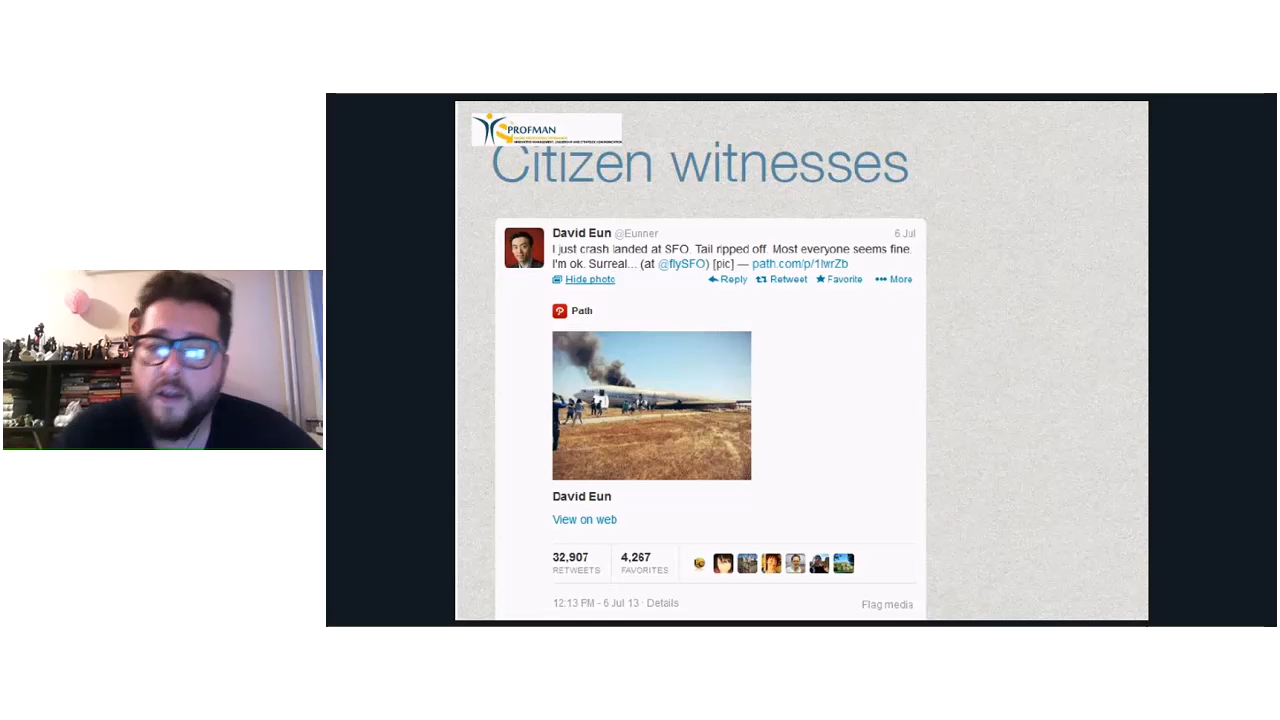 PROFMAN
Citizen witnesses
David Eun @Eunner 6 Jul
I just crash landed at SFO. Tail ripped off. Most everyone seems fine.
I'm ok. Surreal... (at @flySFO) [pic] — path.com/p/1lwrZb
Hide photo Reply Retweet Favorite More
Path
David Eun
View on web
32,907 4,267
RETWEETS FAVORITES
12:13 PM - 6 Jul 13 · Details Flag media